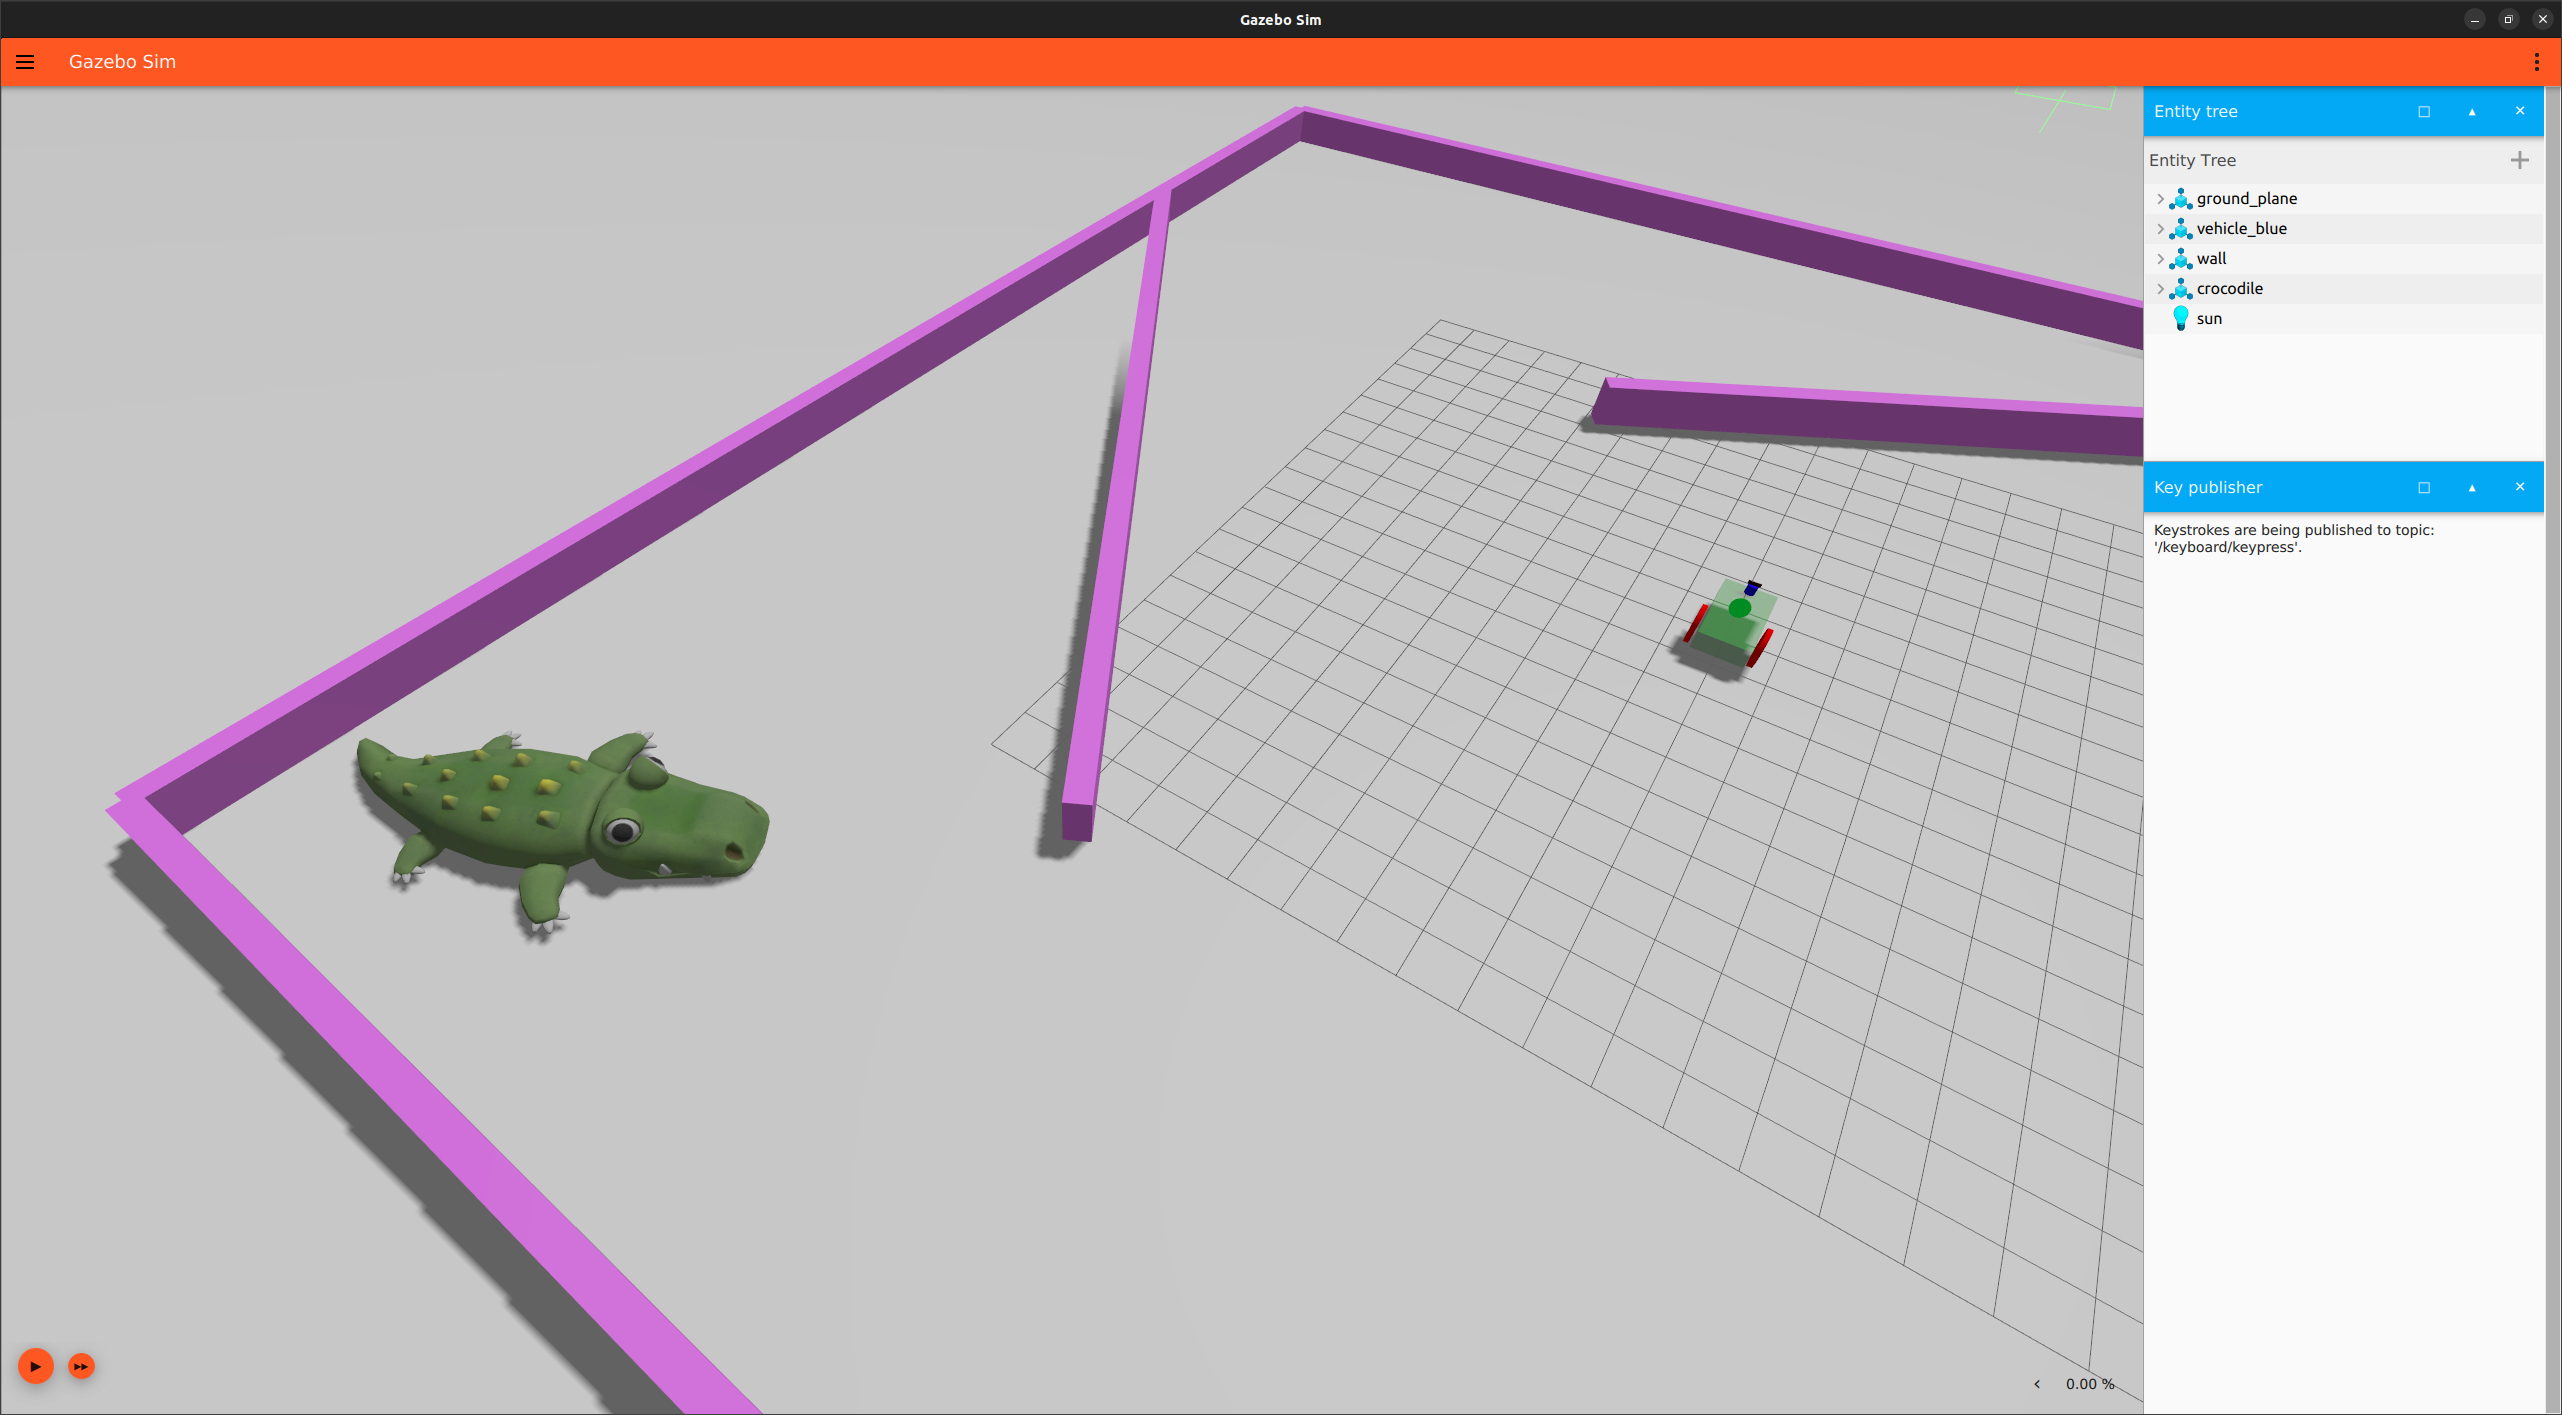 Gazebo Sim
Gazebo Sim
Entity tree
Entity Tree
ground_plane
vehicle_blue
wall
crocodile
sun
Key publisher
Keystrokes are being published to topic:
'/keyboard/keypress'.
0.00 %